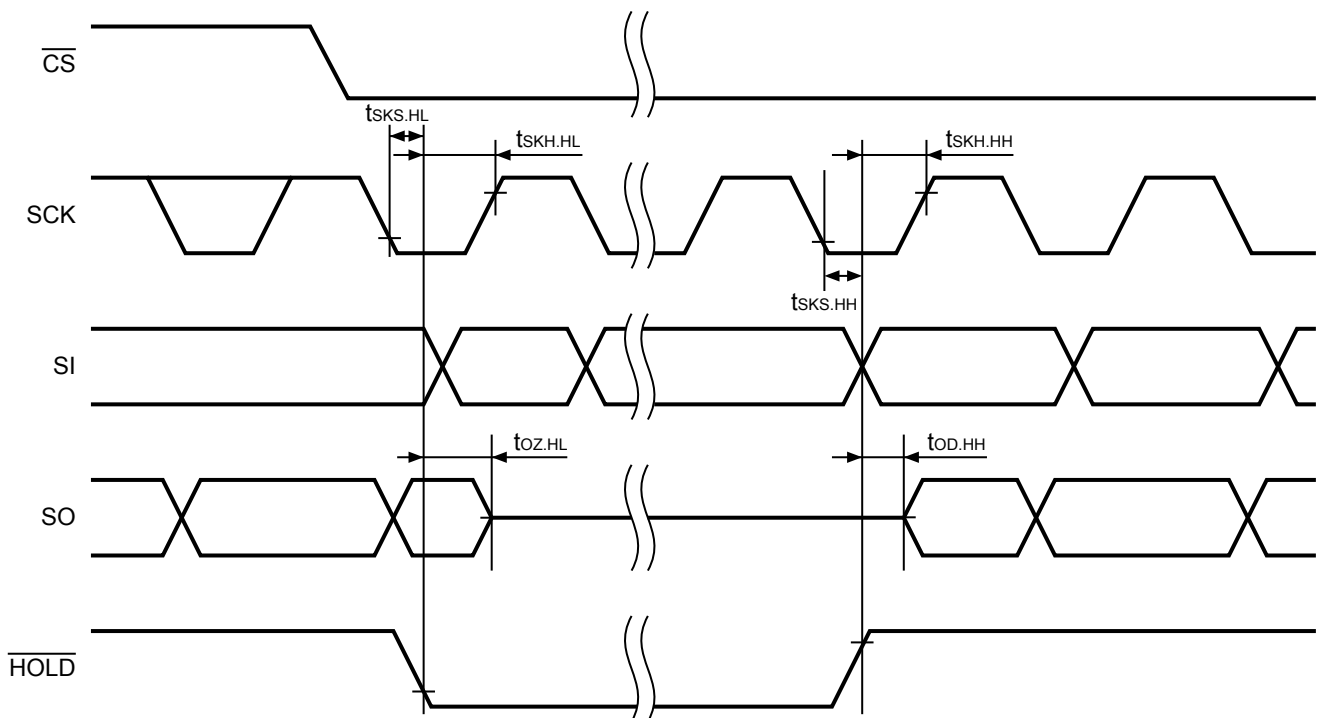 CS
tSKS.HL
tSKH.HL
tSKH.HH
SCK
tSKS.HH
SI
tOZ.HL
tOD.HH
SO
HOLD